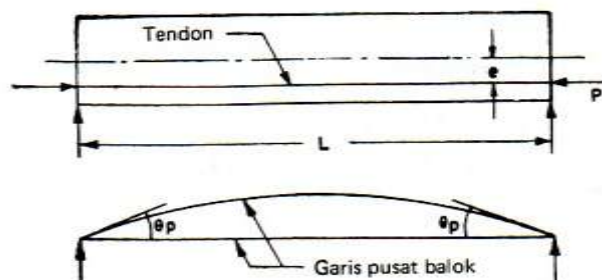 Tendon
e
P
L
θp
θp
Garis pusat balok